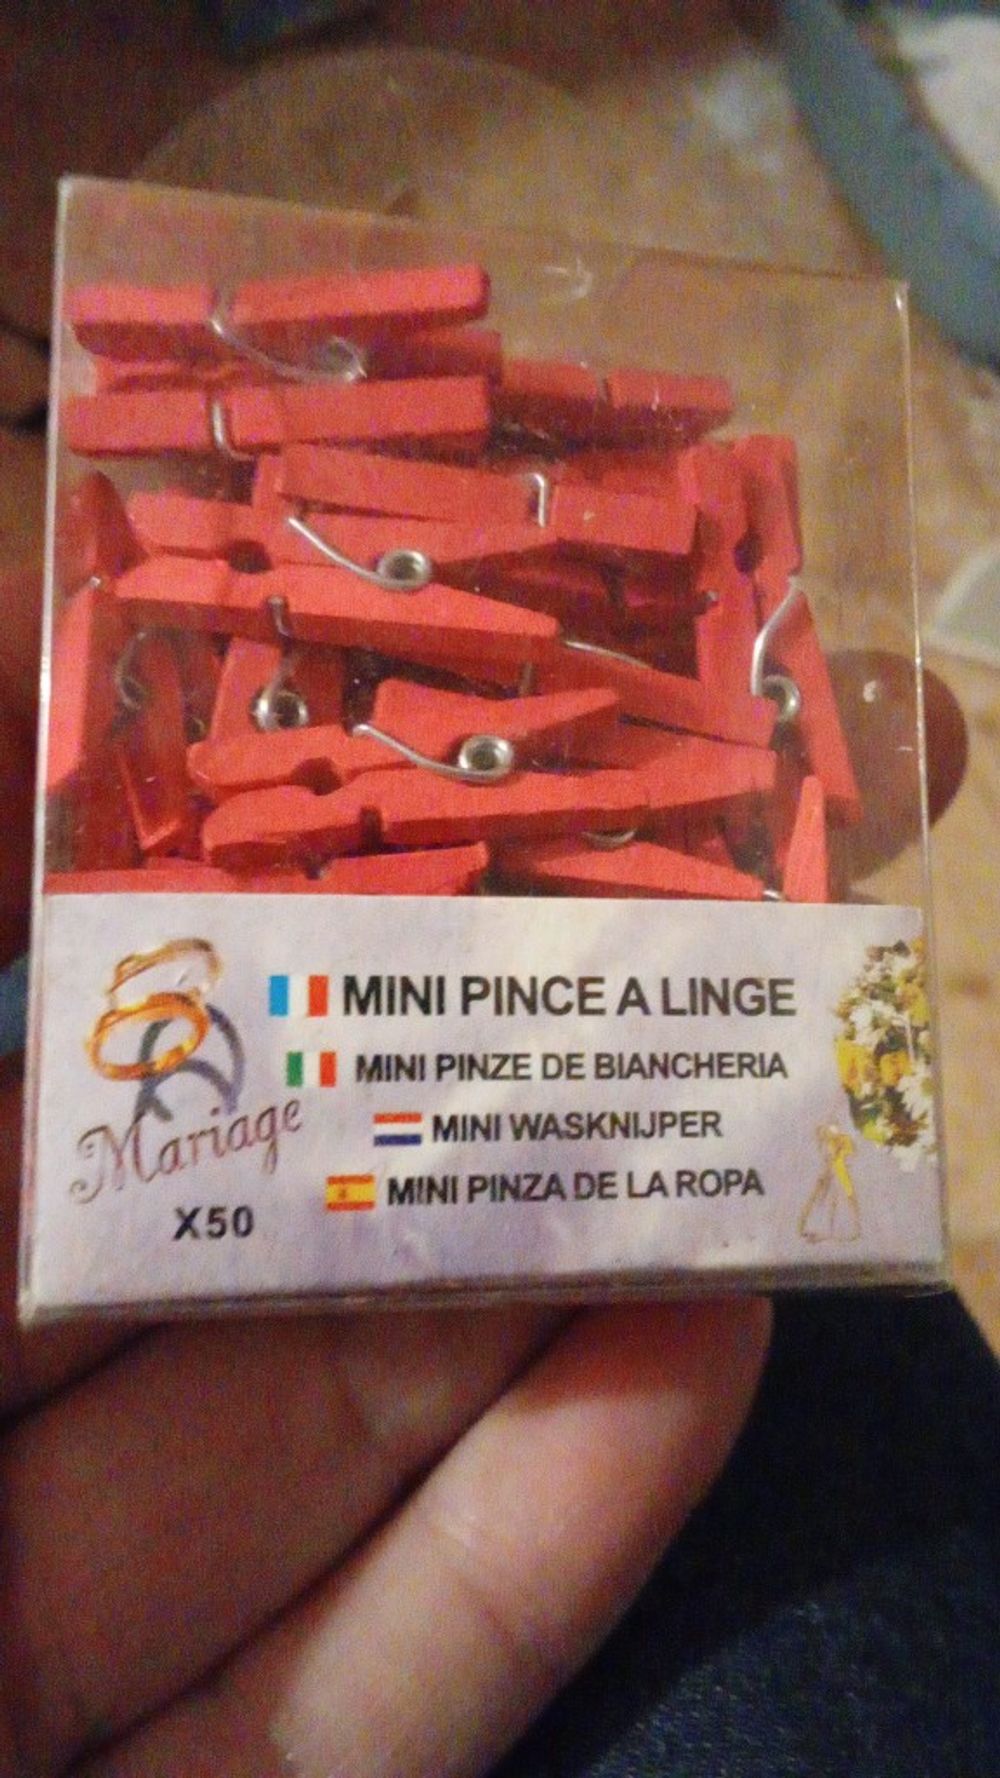 MINI PINCE A LINGE
MINI PINZE DE BIANCHERIA
MINI WASKNIJPER
MINI PINZA DE LA ROPA
Mariage
X50